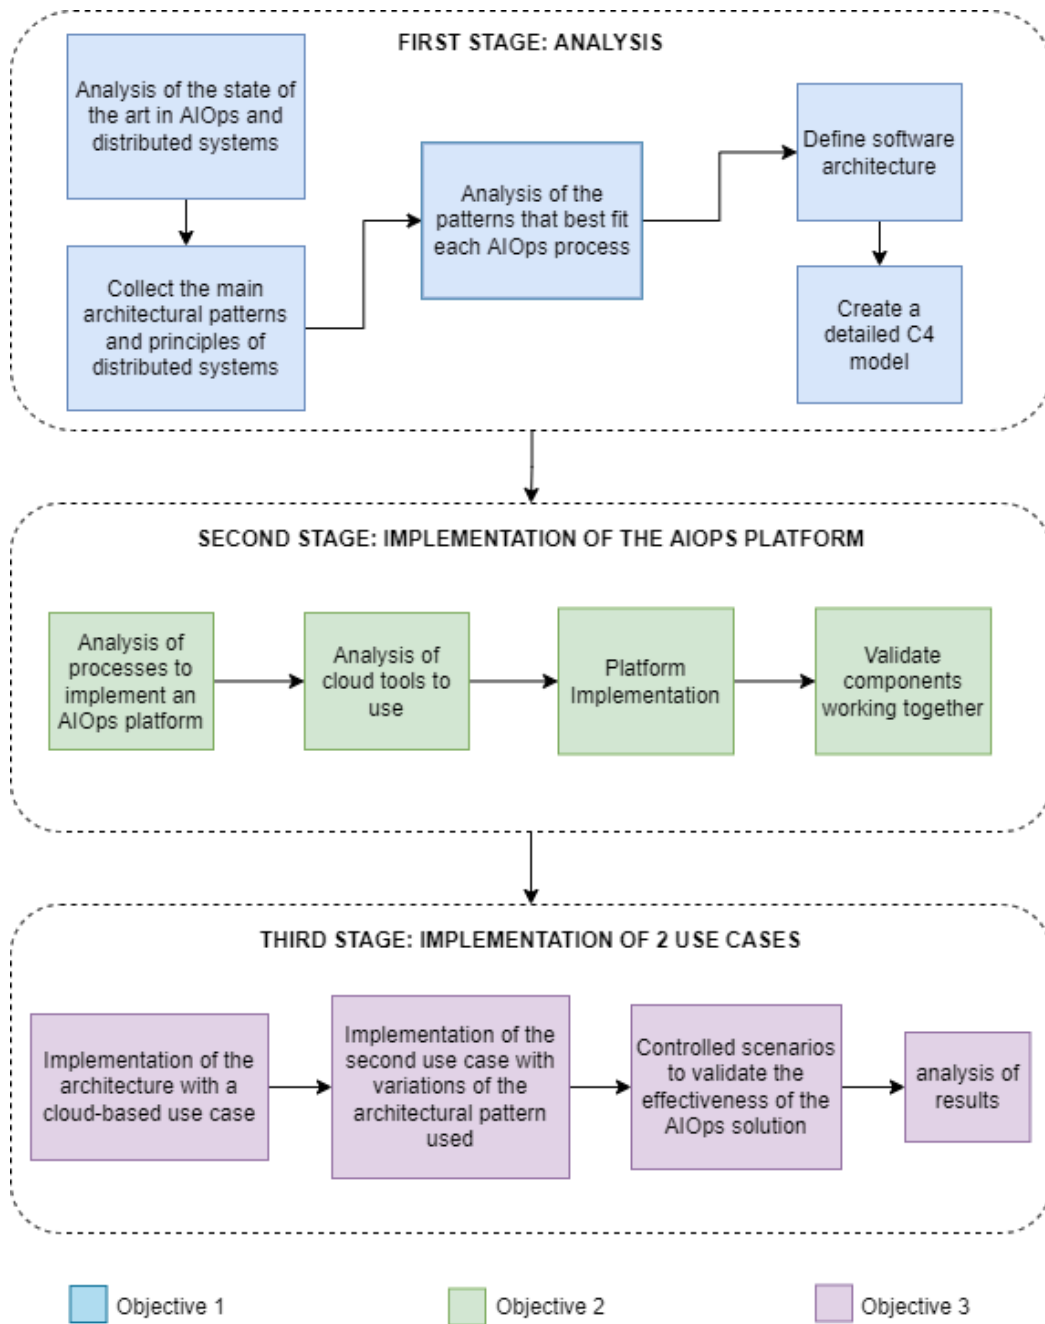 FIRST STAGE: ANALYSIS
Analysis of the state of
the art in AIOps and
distributed systems
Collect the main
architectural patterns
and principles of
distributed systems
Analysis of the
patterns that best fit
each AIOps process
Define software
architecture
Create a
detailed C4
model
SECOND STAGE: IMPLEMENTATION OF THE AIOPS PLATFORM
Analysis of
processes to
implement an
AIOps platform
Analysis of
cloud tools to
use
Platform
Implementation
Validate
components
working together
THIRD STAGE: IMPLEMENTATION OF 2 USE CASES
Implementation of the
architecture with a
cloud-based use case
Implementation of the
second use case with
variations of the
architectural pattern
used
Controlled scenarios
to validate the
effectiveness of the
AIOps solution
analysis of
results
Objective 1
Objective 2
Objective 3